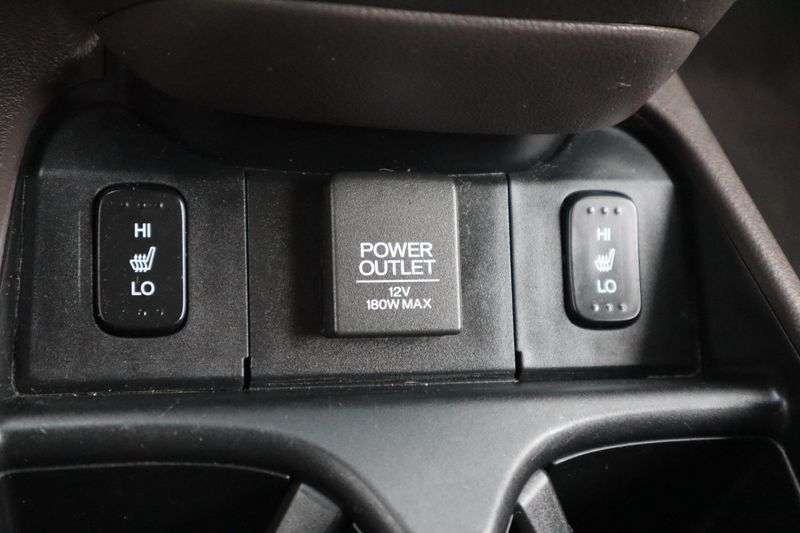 HI
LO
POWER
OUTLET
12V
180W MAX
HI
LO